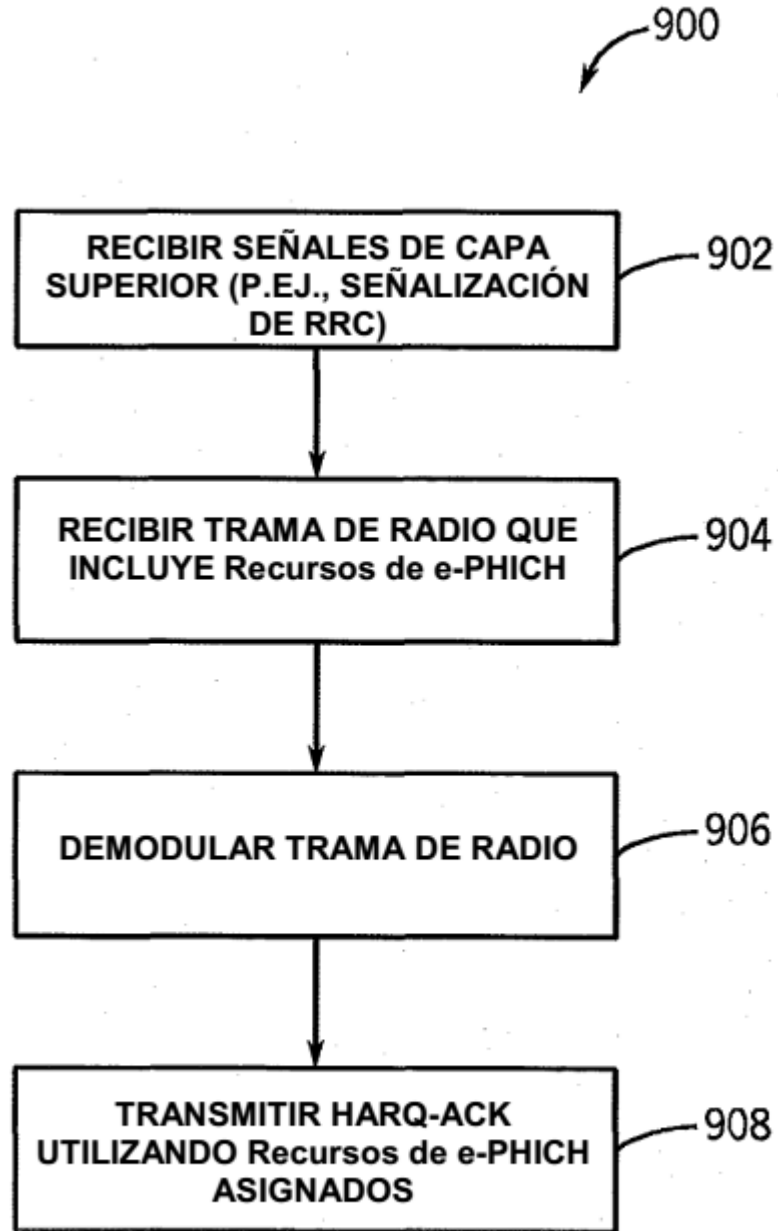 900
RECIBIR SEÑALES DE CAPA
SUPERIOR (P.EJ., SEÑALIZACIÓN
DE RRC)
902
RECIBIR TRAMA DE RADIO QUE
INCLUYE Recursos de e-PHICH
904
DEMODULAR TRAMA DE RADIO
906
TRANSMITIR HARQ-ACK
UTILIZANDO Recursos de e-PHICH
ASIGNADOS
908